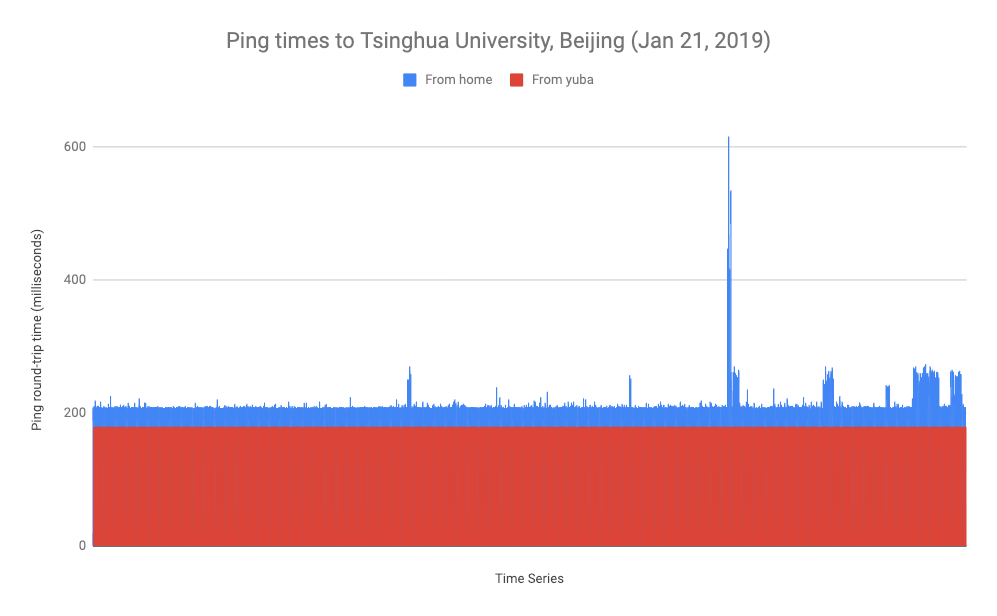 Ping times to Tsinghua University, Beijing (Jan 21, 2019)
From home From yuba
600
400
200
0
Ping round-trip time (milliseconds)
Time Series